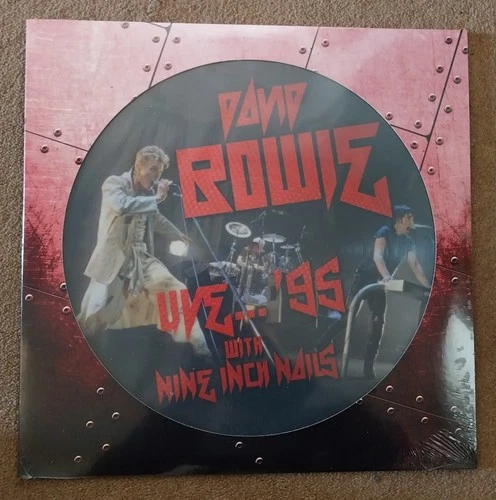 DAVID
BOWIE
LIVE... '95
WITH
NINE INCH NAILS